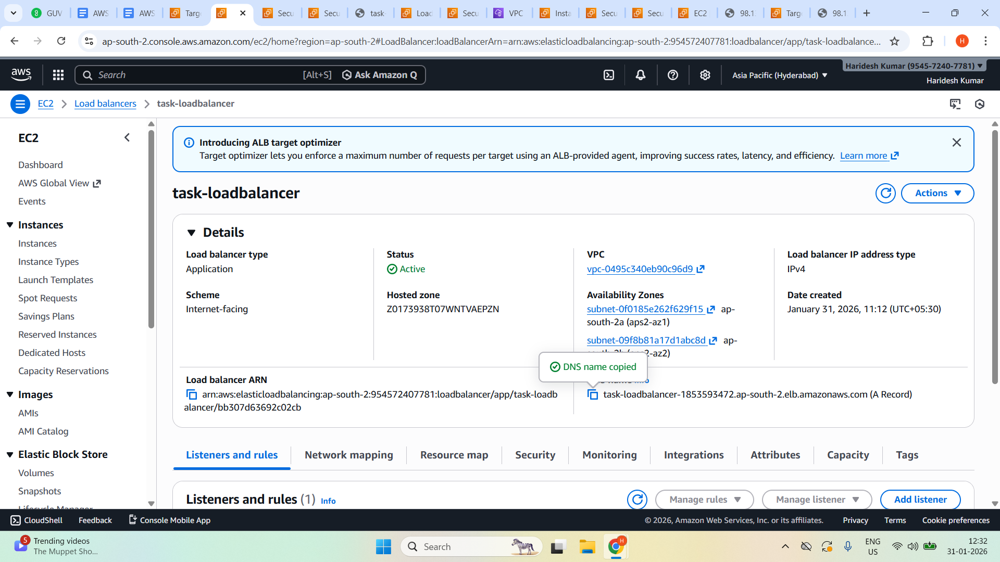 GUV
AWS
AWS
Targe
Secu
Secu
task-
Load
Secu
VPC
Insta
Secu
Secu
EC2
98.13
Targe
98.1
ap-south-2.console.aws.amazon.com/ec2/home?region=ap-south-2#LoadBalancer:loadBalancerArn=arn:aws:elasticloadbalancing:ap-south-2:954572407781:loadbalancer/app/task-loadbalance...
H
aws
Search
[Alt+S]
Ask Amazon Q
Asia Pacific (Hyderabad)
Haridesh Kumar (9545-7240-7781)
Haridesh Kumar
EC2
Load balancers
task-loadbalancer
EC2
Dashboard
AWS Global View
Events
Instances
Instances
Instance Types
Launch Templates
Spot Requests
Savings Plans
Reserved Instances
Dedicated Hosts
Capacity Reservations
Images
AMIs
AMI Catalog
Elastic Block Store
Volumes
Snapshots
Lifecycle Manager
Introducing ALB target optimizer
Target optimizer lets you enforce a maximum number of requests per target using an ALB-provided agent, improving success rates, latency, and efficiency. Learn more
task-loadbalancer
Actions
Details
Load balancer type
Application
Status
Active
VPC
vpc-0495c340eb90c96d9
Load balancer IP address type
IPv4
Scheme
Internet-facing
Hosted zone
Z0173938T07WNTVAEPZN
Availability Zones
subnet-0f0185e262f629f15 ap-
south-2a (aps2-az1)
subnet-09f8b81a17d1abc8d ap-
Date created
January 31, 2026, 11:12 (UTC+05:30)
DNS name copied
Load balancer ARN
arn:aws:elasticloadbalancing:ap-south-2:954572407781:loadbalancer/app/task-loadb
alancer/bb307d63692c02cb
task-loadbalancer-1853593472.ap-south-2.elb.amazonaws.com (A Record)
Listeners and rules
Network mapping
Resource map
Security
Monitoring
Integrations
Attributes
Capacity
Tags
Listeners and rules (1) Info
Manage rules
Manage listener
Add listener
CloudShell
Feedback
Console Mobile App
© 2026, Amazon Web Services, Inc. or its affiliates.
Privacy
Terms
Cookie preferences
5
Trending videos
The Muppet Sho...
Search
H
ENG
US
12:32
31-01-2026